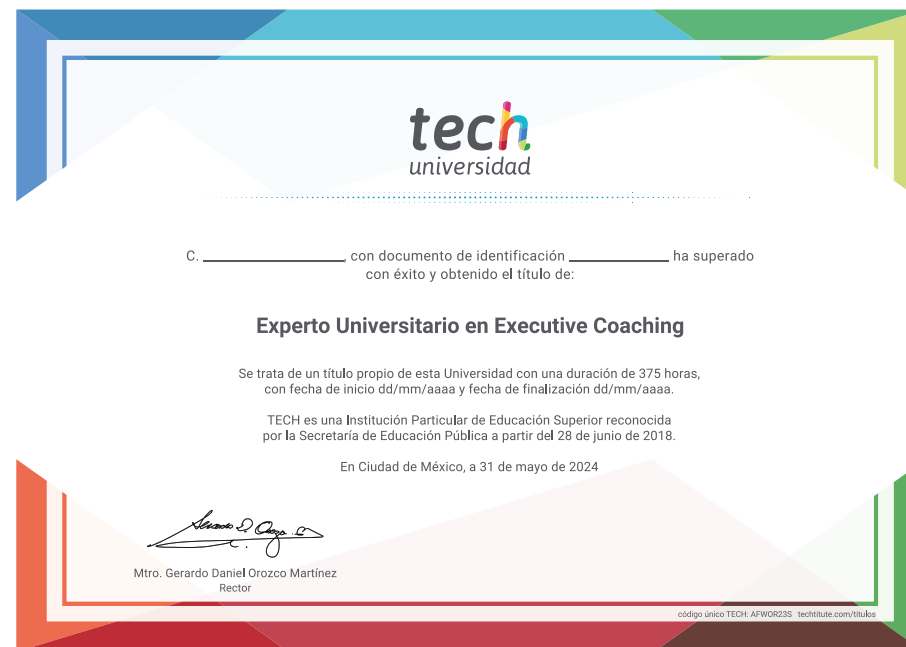 tech
universidad
C. ____________, con documento de identificación ____________ ha superado
con éxito y obtenido el título de:
Experto Universitario en Executive Coaching
Se trata de un título propio de esta Universidad con una duración de 375 horas,
con fecha de inicio dd/mm/aaaa y fecha de finalización dd/mm/aaaa.
TECH es una Institución Particular de Educación Superior reconocida
por la Secretaría de Educación Pública a partir del 28 de junio de 2018.
En Ciudad de México, a 31 de mayo de 2024
Mtro. Gerardo Daniel Orozco Martínez
Rector
código único TECH: AFWOR23S techtitute.com/titulos